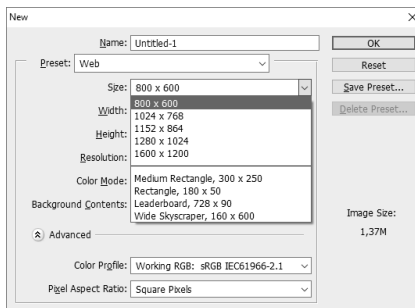 New
Name: Untitled-1
OK
Preset: Web
Reset
Size: 800 x 600
Save Preset...
800 x 600
Width:
1024 x 768
Delete Preset...
1152 x 864
Height:
1280 x 1024
1600 x 1200
Resolution:
Color Mode:
Medium Rectangle, 300 x 250
Rectangle, 180 x 50
Background Contents:
Leaderboard, 728 x 90
Wide Skyscraper, 160 x 600
Image Size:
1,37M
Advanced
Color Profile: Working RGB: sRGB IEC61966-2.1
Pixel Aspect Ratio: Square Pixels